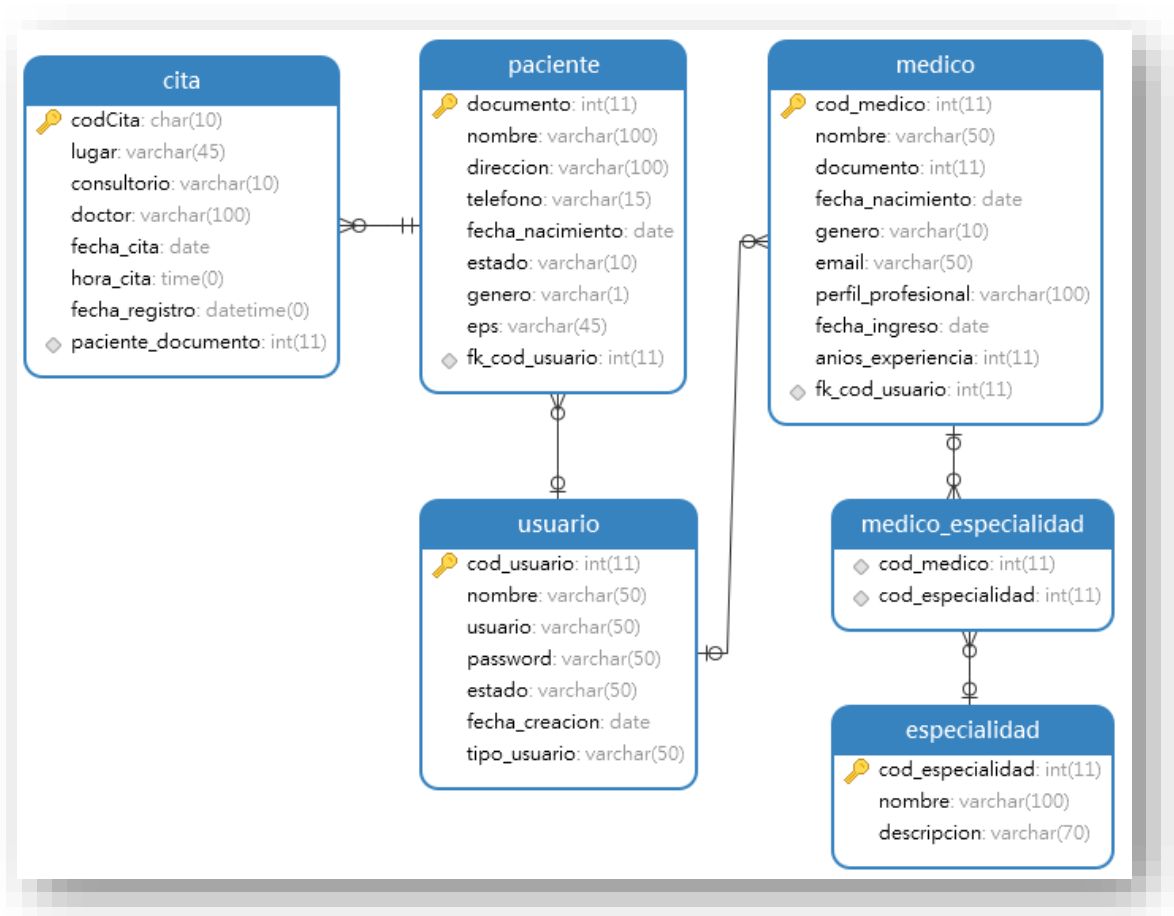 cita
codCita: char(10)
lugar: varchar(45)
consultorio: varchar(10)
doctor: varchar(100)
fecha_cita: date
hora_cita: time(0)
fecha_registro: datetime(0)
paciente_documento: int(11)
paciente
documento: int(11)
nombre: varchar(100)
direccion: varchar(100)
telefono: varchar(15)
fecha_nacimiento: date
estado: varchar(10)
genero: varchar(1)
eps: varchar(45)
fk_cod_usuario: int(11)
medico
cod_medico: int(11)
nombre: varchar(50)
documento: int(11)
fecha_nacimiento: date
genero: varchar(10)
email: varchar(50)
perfil_profesional: varchar(100)
fecha_ingreso: date
anios_experiencia: int(11)
fk_cod_usuario: int(11)
usuario
cod_usuario: int(11)
nombre: varchar(50)
usuario: varchar(50)
password: varchar(50)
estado: varchar(50)
fecha_creacion: date
tipo_usuario: varchar(50)
medico_especialidad
cod_medico: int(11)
cod_especialidad: int(11)
especialidad
cod_especialidad: int(11)
nombre: varchar(100)
descripcion: varchar(70)